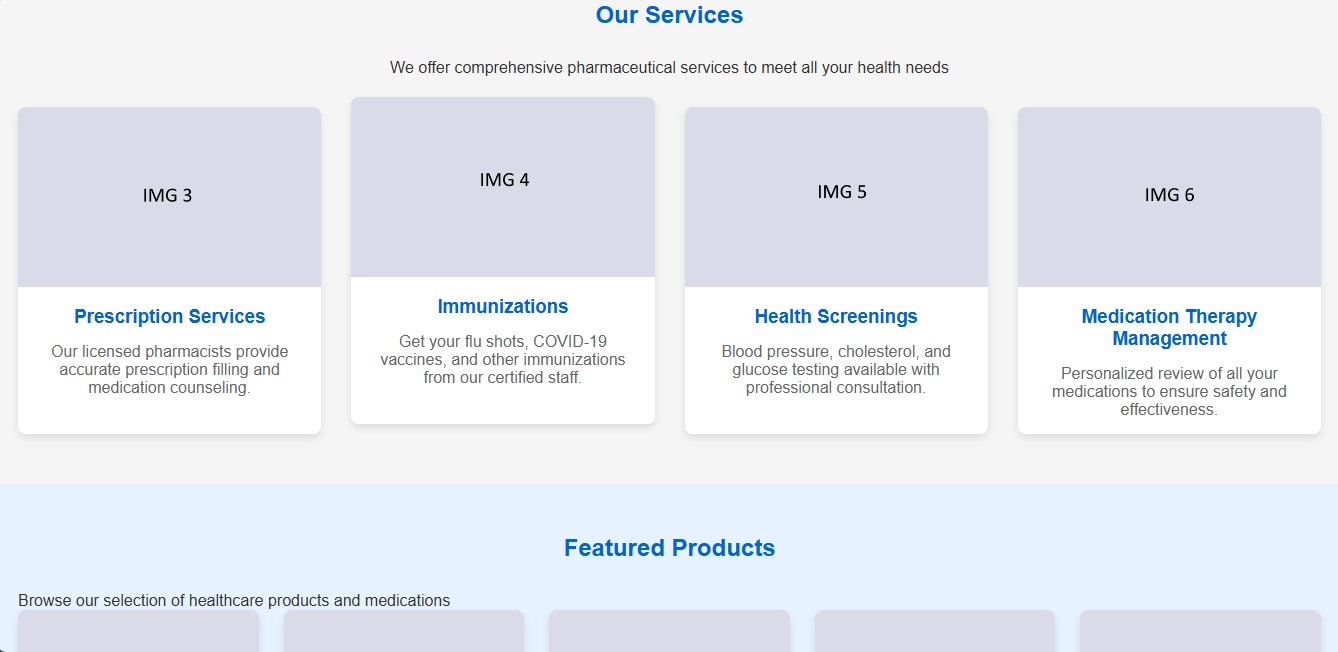 Our Services
We offer comprehensive pharmaceutical services to meet all your health needs
IMG 3
IMG 4
IMG 5
IMG 6
Prescription Services
Our licensed pharmacists provide
accurate prescription filling and
medication counseling.
Immunizations
Get your flu shots, COVID-19
vaccines, and other immunizations
from our certified staff.
Health Screenings
Blood pressure, cholesterol, and
glucose testing available with
professional consultation.
Medication Therapy
Management
Personalized review of all your
medications to ensure safety and
effectiveness.
Featured Products
Browse our selection of healthcare products and medications